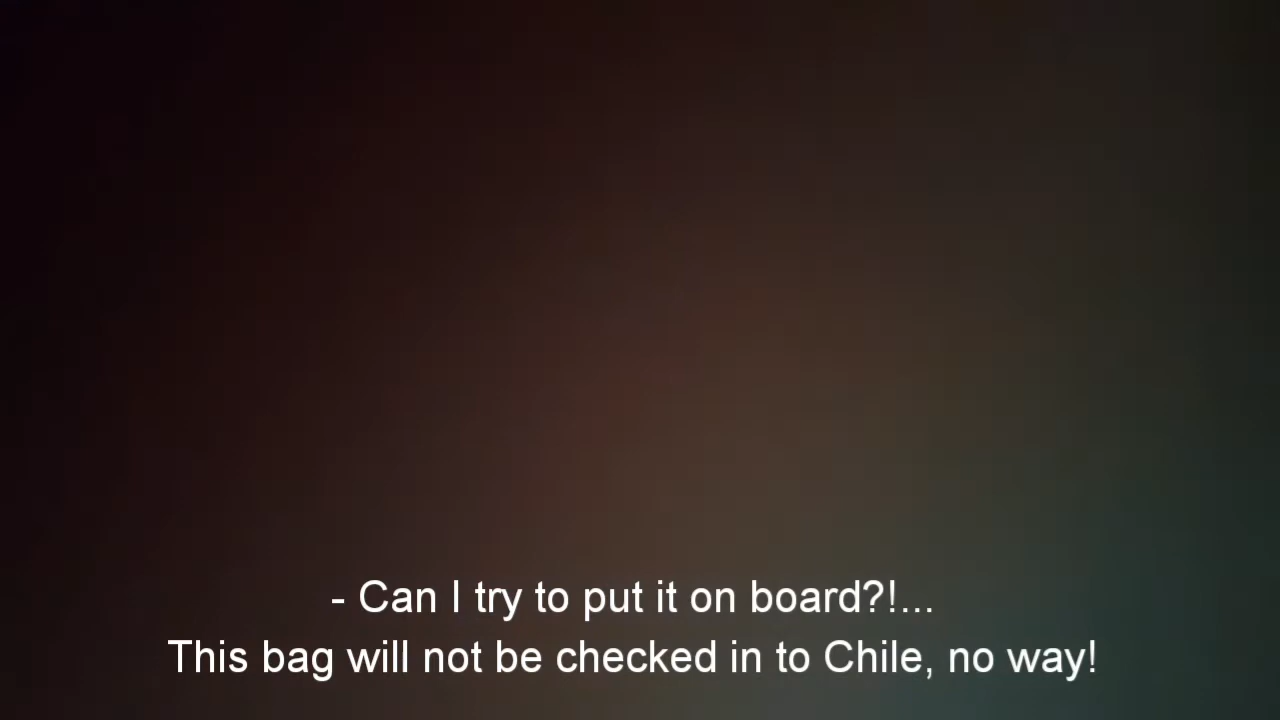 - Can I try to put it on board?!...
This bag will not be checked in to Chile, no way!